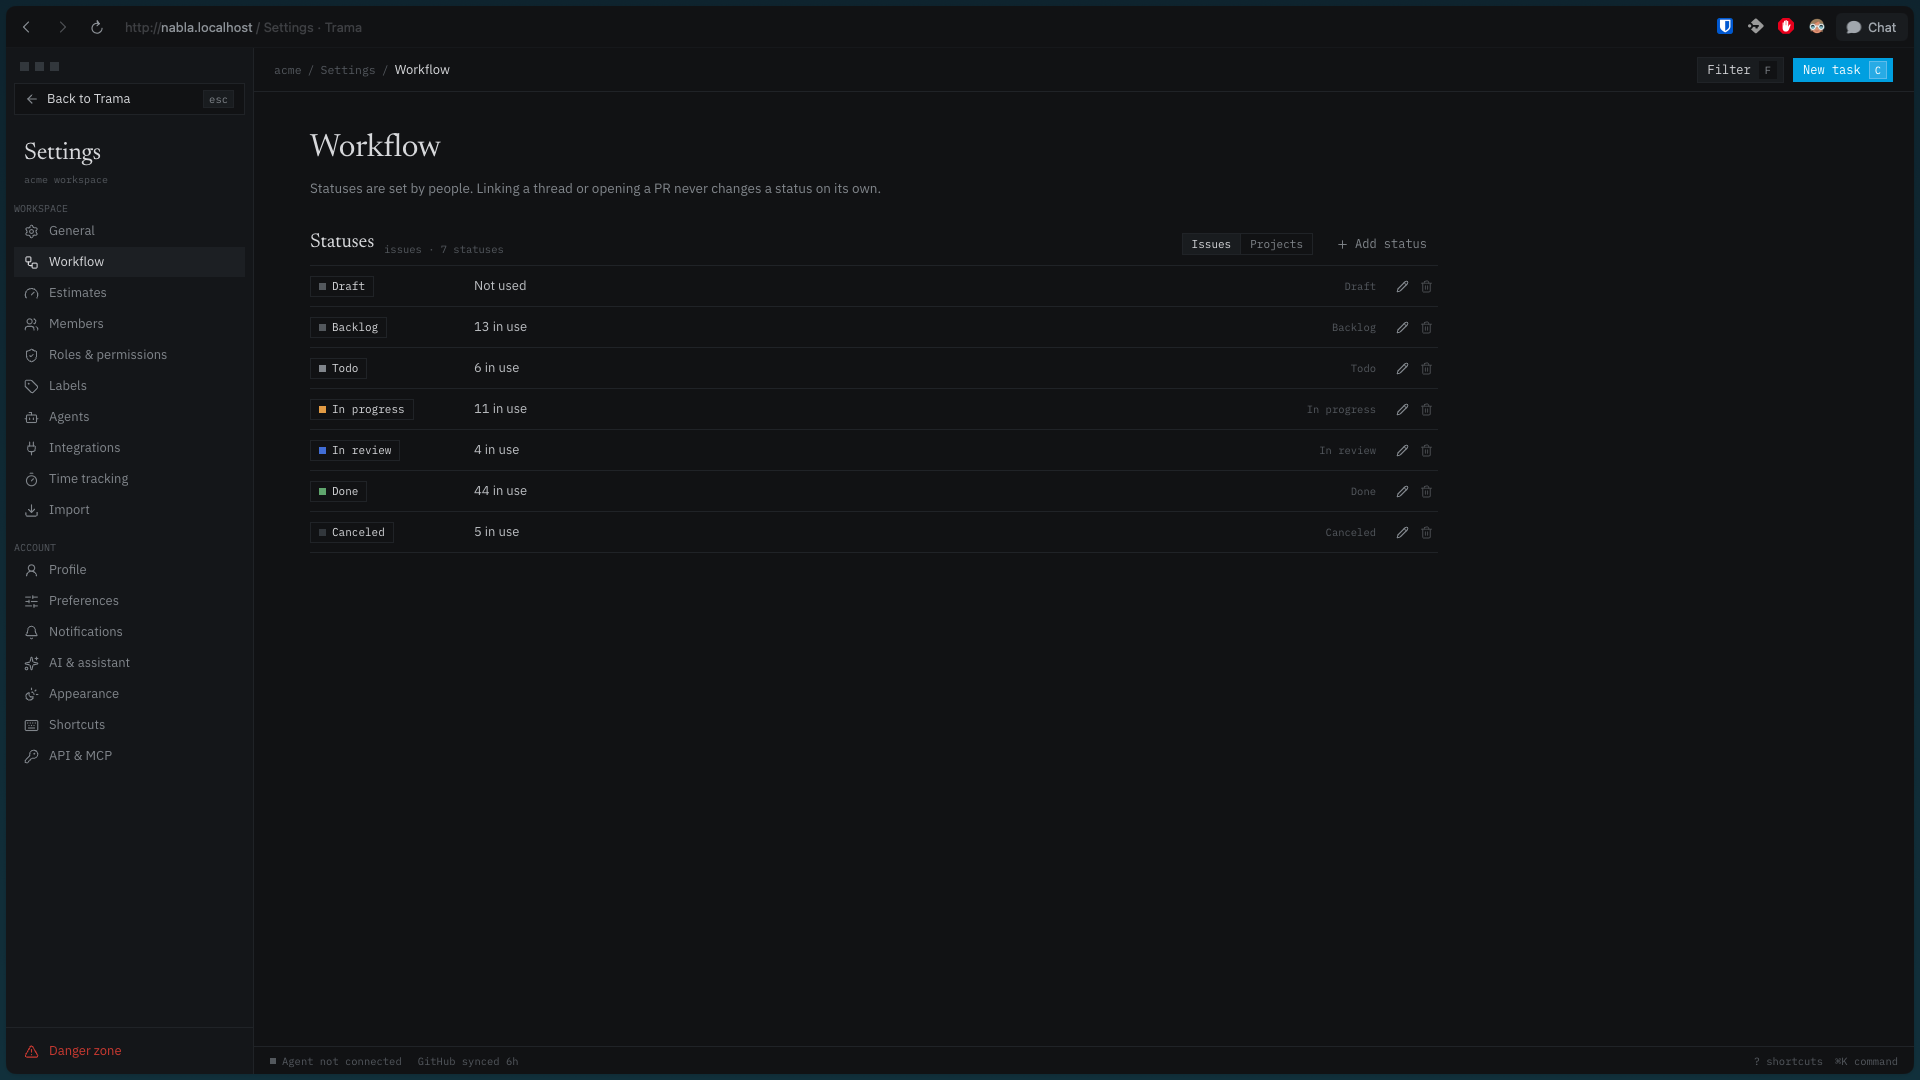 http://nabla.localhost / Settings · Trama
Chat
Back to Trama esc
Settings
acme workspace
WORKSPACE
General
Workflow
Estimates
Members
Roles & permissions
Labels
Agents
Integrations
Time tracking
Import
ACCOUNT
Profile
Preferences
Notifications
AI & assistant
Appearance
Shortcuts
API & MCP
Danger zone
acme / Settings / Workflow
Filter F
New task C
Workflow
Statuses are set by people. Linking a thread or opening a PR never changes a status on its own.
Statuses issues · 7 statuses
Issues Projects + Add status
Draft Not used Draft
Backlog 13 in use Backlog
Todo 6 in use Todo
In progress 11 in use In progress
In review 4 in use In review
Done 44 in use Done
Canceled 5 in use Canceled
Agent not connected GitHub synced 6h
? shortcuts ⌘K command